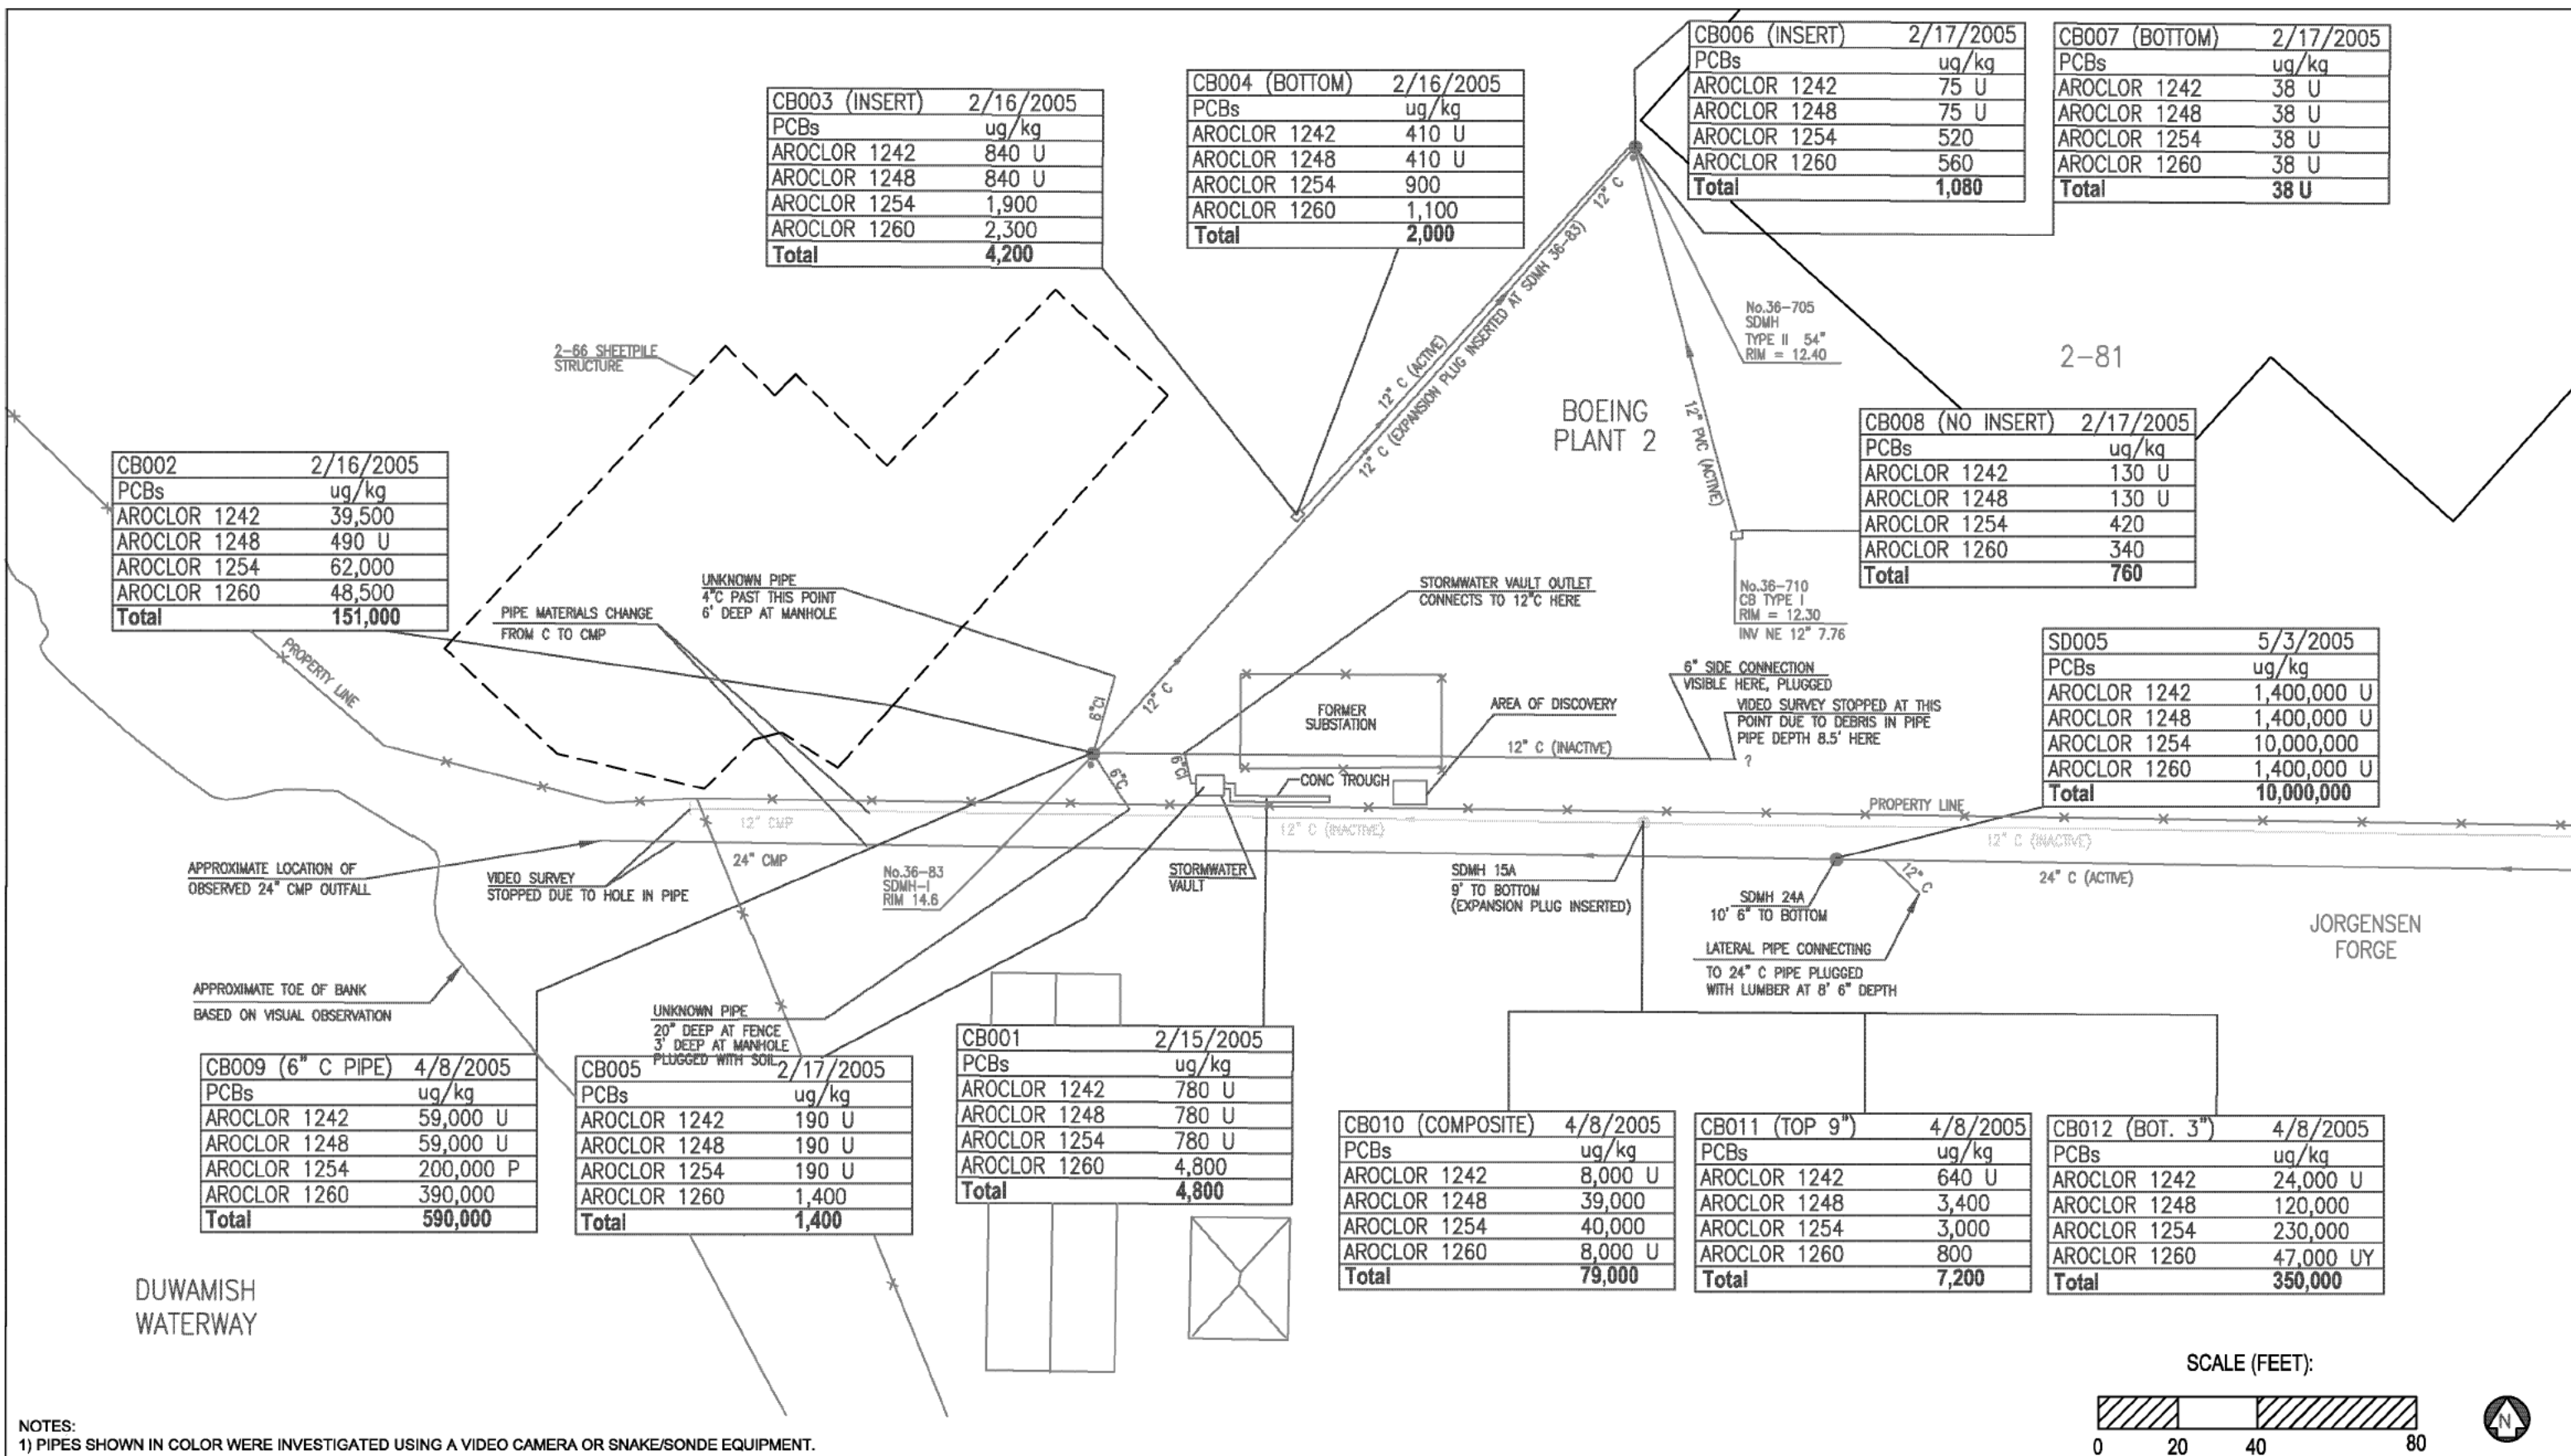 CB003 (INSERT) 2/16/2005
PCBs ug/kg
AROCLOR 1242 840 U
AROCLOR 1248 840 U
AROCLOR 1254 1,900
AROCLOR 1260 2,300
Total 4,200
CB004 (BOTTOM) 2/16/2005
PCBs ug/kg
AROCLOR 1242 410 U
AROCLOR 1248 410 U
AROCLOR 1254 900
AROCLOR 1260 1,100
Total 2,000
CB006 (INSERT) 2/17/2005
PCBs ug/kg
AROCLOR 1242 75 U
AROCLOR 1248 75 U
AROCLOR 1254 520
AROCLOR 1260 560
Total 1,080
CB007 (BOTTOM) 2/17/2005
PCBs ug/kg
AROCLOR 1242 38 U
AROCLOR 1248 38 U
AROCLOR 1254 38 U
AROCLOR 1260 38 U
Total 38 U
12" C
12" C (ACTIVE)
12" C (EXPANSION PLUG INSERTED AT SDMH 36-83)
No.36-705
SDMH
TYPE II 54"
RIM = 12.40
2-81
2-66 SHEETPILE
STRUCTURE
BOEING
PLANT 2
12" PVC (ACTIVE)
CB002 2/16/2005
PCBs ug/kg
AROCLOR 1242 39,500
AROCLOR 1248 490 U
AROCLOR 1254 62,000
AROCLOR 1260 48,500
Total 151,000
CB008 (NO INSERT) 2/17/2005
PCBs ug/kg
AROCLOR 1242 130 U
AROCLOR 1248 130 U
AROCLOR 1254 420
AROCLOR 1260 340
Total 760
UNKNOWN PIPE
4"C PAST THIS POINT
6' DEEP AT MANHOLE
PIPE MATERIALS CHANGE
FROM C TO CMP
STORMWATER VAULT OUTLET
CONNECTS TO 12"C HERE
No.36-710
CB TYPE I
RIM = 12.30
INV NE 12" 7.76
PROPERTY LINE
6"CI
12" C
FORMER
SUBSTATION
AREA OF DISCOVERY
6" SIDE CONNECTION
VISIBLE HERE, PLUGGED
VIDEO SURVEY STOPPED AT THIS
POINT DUE TO DEBRIS IN PIPE
PIPE DEPTH 8.5' HERE
12" C (INACTIVE)
?
SD005 5/3/2005
PCBs ug/kg
AROCLOR 1242 1,400,000 U
AROCLOR 1248 1,400,000 U
AROCLOR 1254 10,000,000
AROCLOR 1260 1,400,000 U
Total 10,000,000
6"C
6"CI
CONC TROUGH
PROPERTY LINE
12" CMP
12" C (INACTIVE)
12" C (INACTIVE)
24" CMP
APPROXIMATE LOCATION OF
OBSERVED 24" CMP OUTFALL
VIDEO SURVEY
STOPPED DUE TO HOLE IN PIPE
No.36-83
SDMH-I
RIM 14.6
STORMWATER
VAULT
SDMH 15A
9' TO BOTTOM
(EXPANSION PLUG INSERTED)
SDMH 24A
10' 6" TO BOTTOM
12" C
24" C (ACTIVE)
JORGENSEN
FORGE
LATERAL PIPE CONNECTING
TO 24" C PIPE PLUGGED
WITH LUMBER AT 8' 6" DEPTH
APPROXIMATE TOE OF BANK
BASED ON VISUAL OBSERVATION
UNKNOWN PIPE
20" DEEP AT FENCE
3' DEEP AT MANHOLE
PLUGGED WITH SOIL
CB009 (6" C PIPE) 4/8/2005
PCBs ug/kg
AROCLOR 1242 59,000 U
AROCLOR 1248 59,000 U
AROCLOR 1254 200,000 P
AROCLOR 1260 390,000
Total 590,000
CB005 2/17/2005
PCBs ug/kg
AROCLOR 1242 190 U
AROCLOR 1248 190 U
AROCLOR 1254 190 U
AROCLOR 1260 1,400
Total 1,400
CB001 2/15/2005
PCBs ug/kg
AROCLOR 1242 780 U
AROCLOR 1248 780 U
AROCLOR 1254 780 U
AROCLOR 1260 4,800
Total 4,800
CB010 (COMPOSITE) 4/8/2005
PCBs ug/kg
AROCLOR 1242 8,000 U
AROCLOR 1248 39,000
AROCLOR 1254 40,000
AROCLOR 1260 8,000 U
Total 79,000
CB011 (TOP 9") 4/8/2005
PCBs ug/kg
AROCLOR 1242 640 U
AROCLOR 1248 3,400
AROCLOR 1254 3,000
AROCLOR 1260 800
Total 7,200
CB012 (BOT. 3") 4/8/2005
PCBs ug/kg
AROCLOR 1242 24,000 U
AROCLOR 1248 120,000
AROCLOR 1254 230,000
AROCLOR 1260 47,000 UY
Total 350,000
DUWAMISH
WATERWAY
SCALE (FEET):
0 20 40 80
N
NOTES:
1) PIPES SHOWN IN COLOR WERE INVESTIGATED USING A VIDEO CAMERA OR SNAKE/SONDE EQUIPMENT.